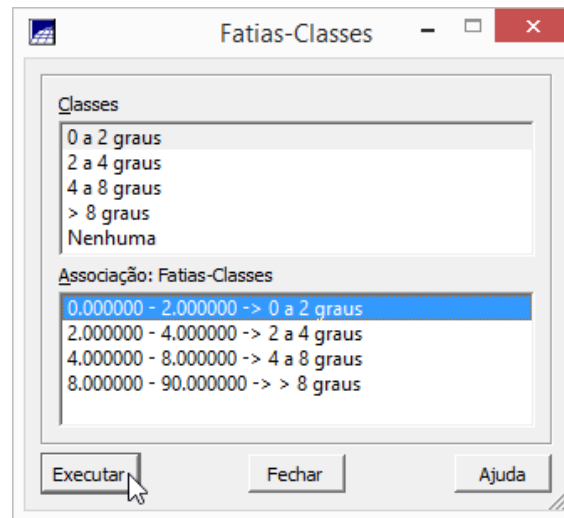 Fatias-Classes
Classes
0 a 2 graus
2 a 4 graus
4 a 8 graus
> 8 graus
Nenhuma
Associação: Fatias-Classes
0.000000 - 2.000000 -> 0 a 2 graus
2.000000 - 4.000000 -> 2 a 4 graus
4.000000 - 8.000000 -> 4 a 8 graus
8.000000 - 90.000000 -> > 8 graus
Executar Fechar Ajuda